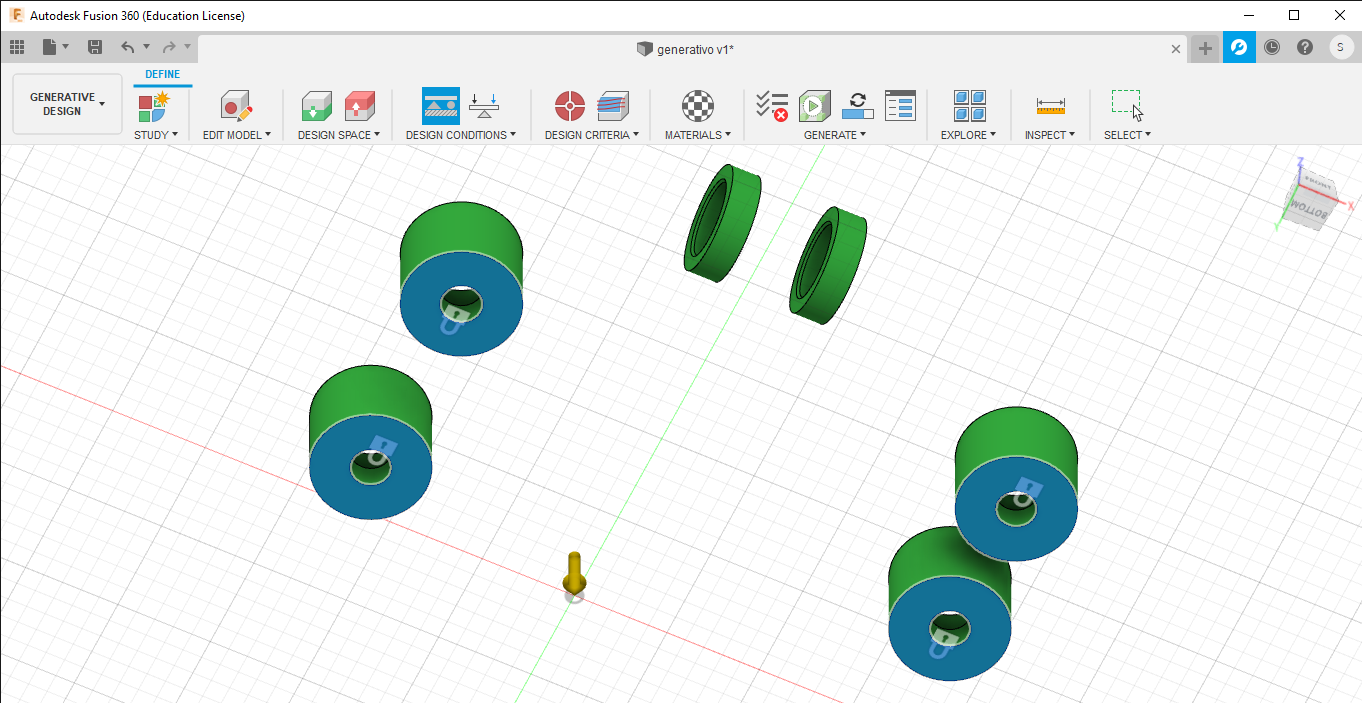 Autodesk Fusion 360 (Education License)
generativo v1*
S
DEFINE
GENERATIVE
DESIGN
STUDY
EDIT MODEL
DESIGN SPACE
DESIGN CONDITIONS
DESIGN CRITERIA
MATERIALS
GENERATE
EXPLORE
INSPECT
SELECT
Z
X
BOTTOM
Y